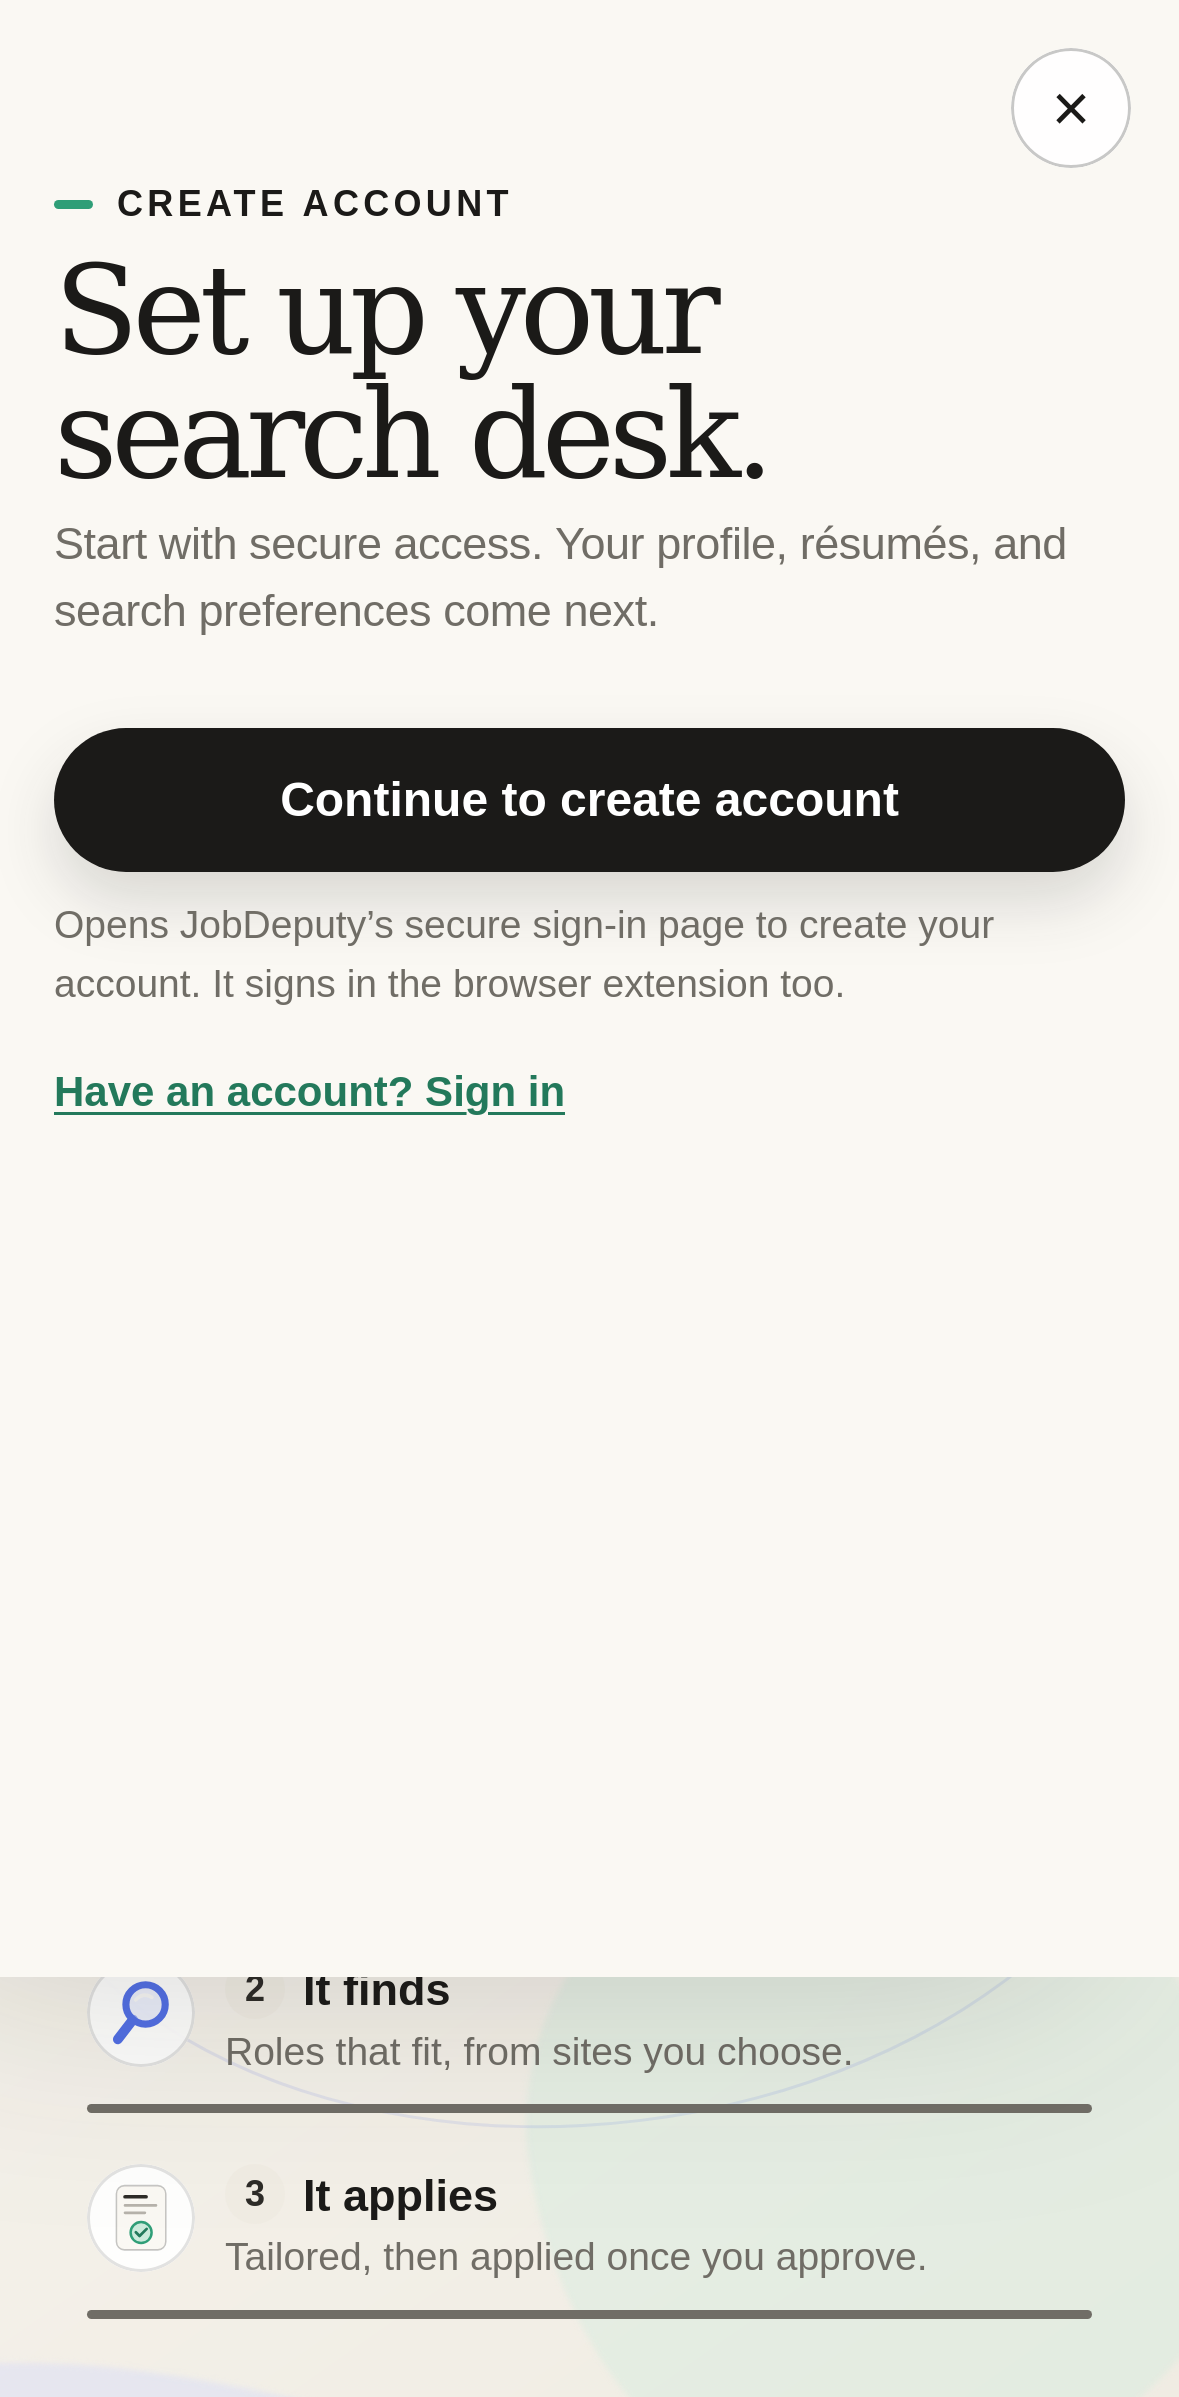 CREATE ACCOUNT
Set up your
search desk.
Start with secure access. Your profile, résumés, and
search preferences come next.
Continue to create account
Opens JobDeputy’s secure sign-in page to create your
account. It signs in the browser extension too.
Have an account? Sign in
2 It finds
Roles that fit, from sites you choose.
3 It applies
Tailored, then applied once you approve.